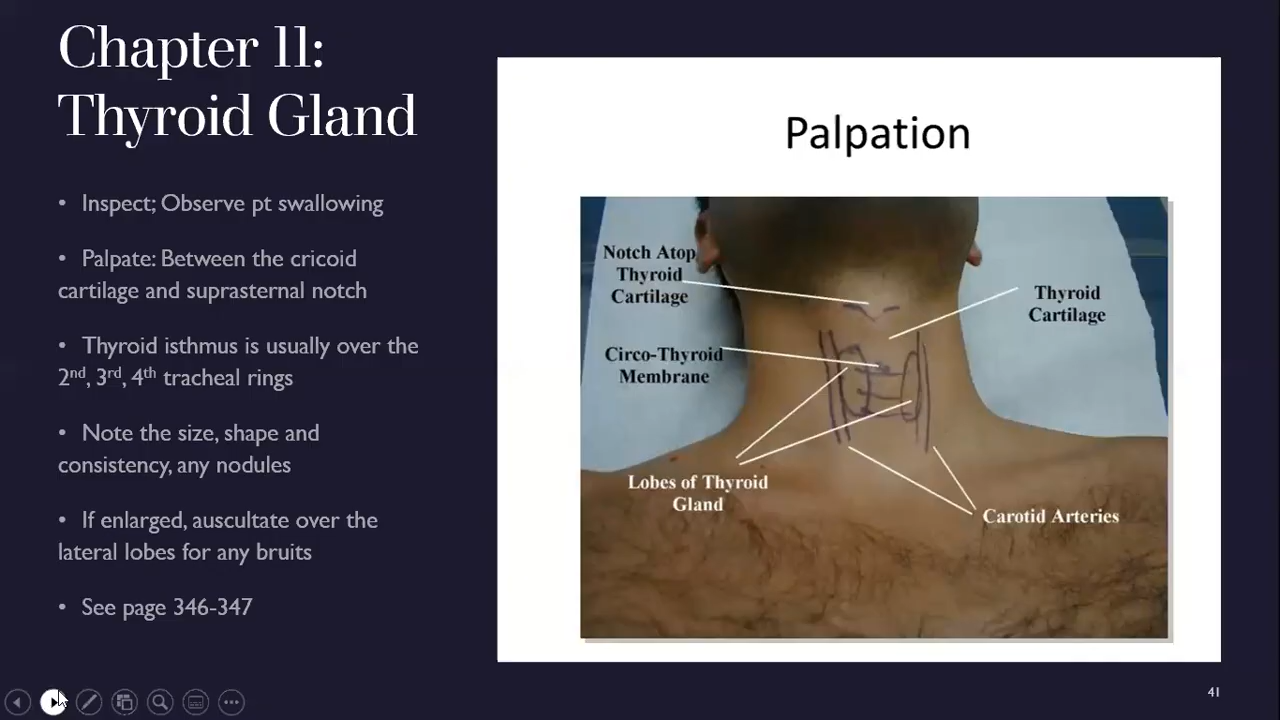 Chapter 11:
Thyroid Gland
• Inspect; Observe pt swallowing
• Palpate: Between the cricoid
cartilage and suprasternal notch
• Thyroid isthmus is usually over the
2nd, 3rd, 4th tracheal rings
• Note the size, shape and
consistency, any nodules
• If enlarged, auscultate over the
lateral lobes for any bruits
• See page 346-347
Palpation
Notch Atop
Thyroid
Cartilage
Thyroid
Cartilage
Circo-Thyroid
Membrane
Lobes of Thyroid
Gland
Carotid Arteries
41